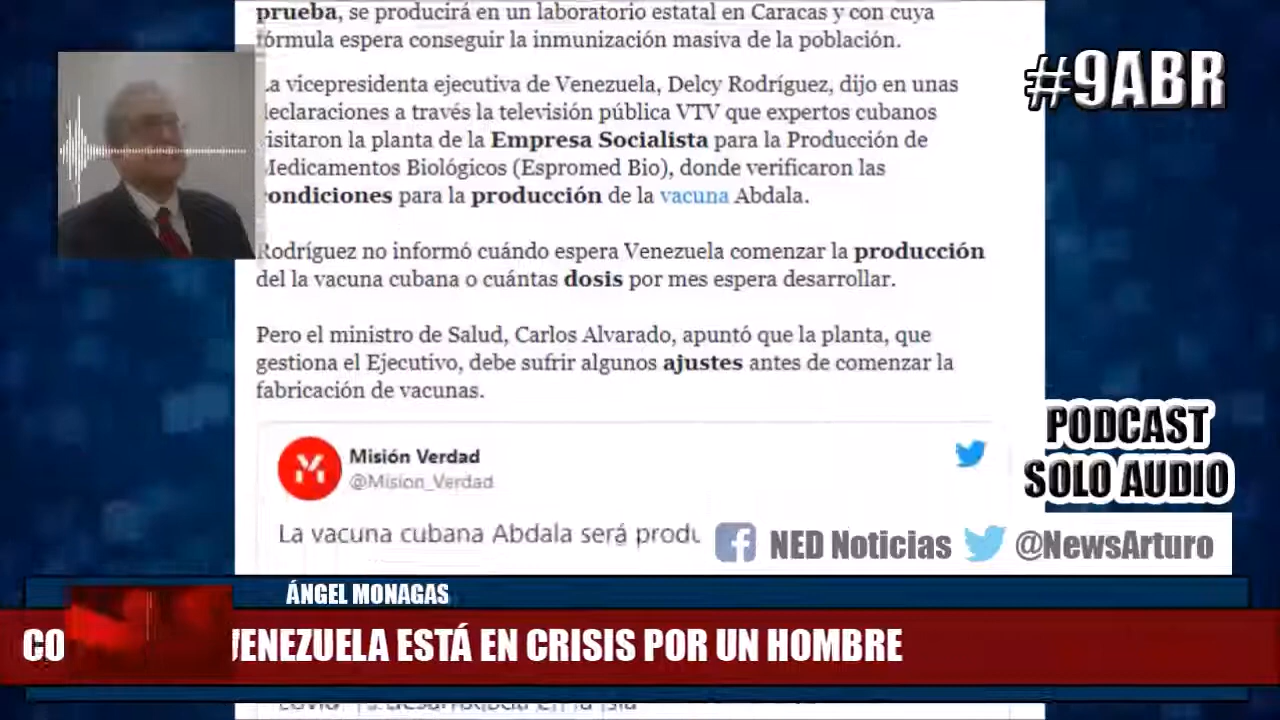 prueba, se producirá en un laboratorio estatal en Caracas y con cuya
fórmula espera conseguir la inmunización masiva de la población.
#9ABR
La vicepresidenta ejecutiva de Venezuela, Delcy Rodríguez, dijo en unas
declaraciones a través la televisión pública VTV que expertos cubanos
visitaron la planta de la Empresa Socialista para la Producción de
Medicamentos Biológicos (Espromed Bio), donde verificaron las
condiciones para la producción de la vacuna Abdala.
Rodríguez no informó cuándo espera Venezuela comenzar la producción
del la vacuna cubana o cuántas dosis por mes espera desarrollar.
Pero el ministro de Salud, Carlos Alvarado, apuntó que la planta, que
gestiona el Ejecutivo, debe sufrir algunos ajustes antes de comenzar la
fabricación de vacunas.
PODCAST
SOLO AUDIO
Misión Verdad
@Mision_Verdad
La vacuna cubana Abdala será
NED Noticias @NewsArturo
ÁNGEL MONAGAS
CO VENEZUELA ESTÁ EN CRISIS POR UN HOMBRE